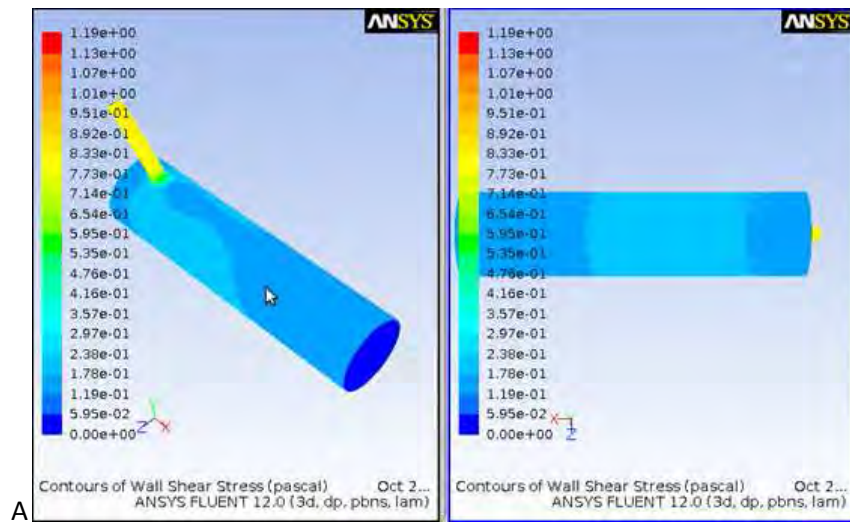 ANSYS
1.19e+00
1.13e+00
1.07e+00
1.01e+00
9.51e-01
8.92e-01
8.33e-01
7.73e-01
7.14e-01
6.54e-01
5.95e-01
5.35e-01
4.76e-01
4.16e-01
3.57e-01
2.97e-01
2.38e-01
1.78e-01
1.19e-01
5.95e-02
0.00e+00
Y
Z X
Contours of Wall Shear Stress (pascal) Oct 2...
ANSYS FLUENT 12.0 (3d, dp, pbns, lam)
ANSYS
1.19e+00
1.13e+00
1.07e+00
1.01e+00
9.51e-01
8.92e-01
8.33e-01
7.73e-01
7.14e-01
6.54e-01
5.95e-01
5.35e-01
4.76e-01
4.16e-01
3.57e-01
2.97e-01
2.38e-01
1.78e-01
1.19e-01
5.95e-02
0.00e+00
X
Z
Contours of Wall Shear Stress (pascal) Oct 2...
ANSYS FLUENT 12.0 (3d, dp, pbns, lam)
A